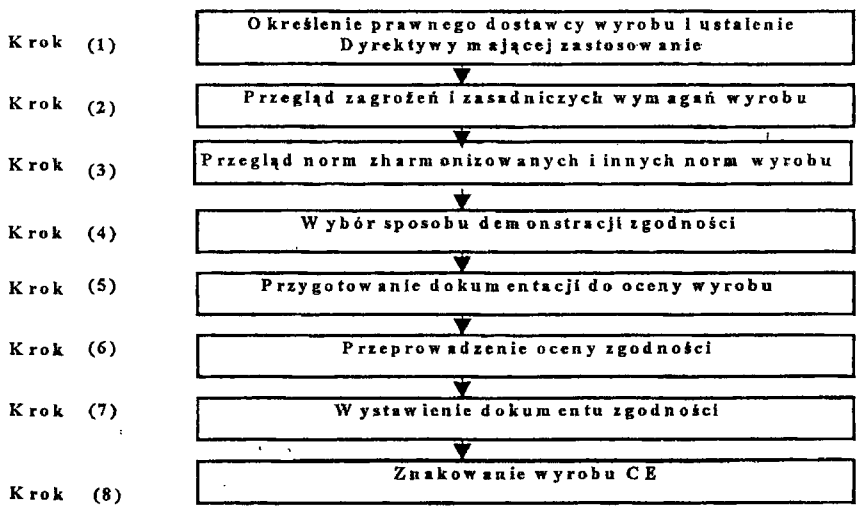 Krok (1) Określenie prawnego dostawcy wyrobu i ustalenie
Dyrektywy mającej zastosowanie
Krok (2) Przegląd zagrożeń i zasadniczych wymagań wyrobu
Krok (3) Przegląd norm zharmonizowanych i innych norm wyrobu
Krok (4) Wybór sposobu demonstracji zgodności
Krok (5) Przygotowanie dokumentacji do oceny wyrobu
Krok (6) Przeprowadzenie oceny zgodności
Krok (7) Wystawienie dokumentu zgodności
Krok (8) Znakowanie wyrobu CE